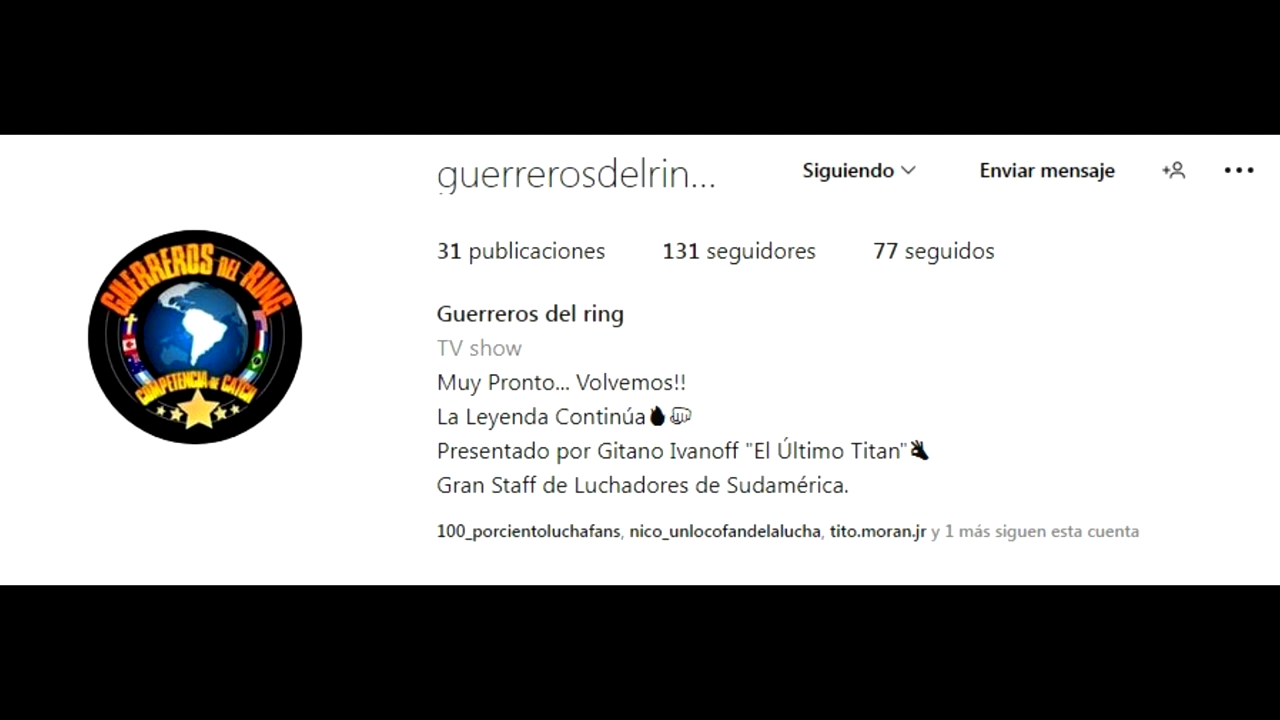 guerrerosdelrin...
Siguiendo
Enviar mensaje
31 publicaciones
131 seguidores
77 seguidos
GUERREROS DEL RING
COMPETENCIA DE CATCH
Guerreros del ring
TV show
Muy Pronto... Volvemos!!
La Leyenda Continúa
Presentado por Gitano Ivanoff "El Último Titan"
Gran Staff de Luchadores de Sudamérica.
100_porcientoluchafans, nico_unlocofandelalucha, tito.moran.jr y 1 más siguen esta cuenta